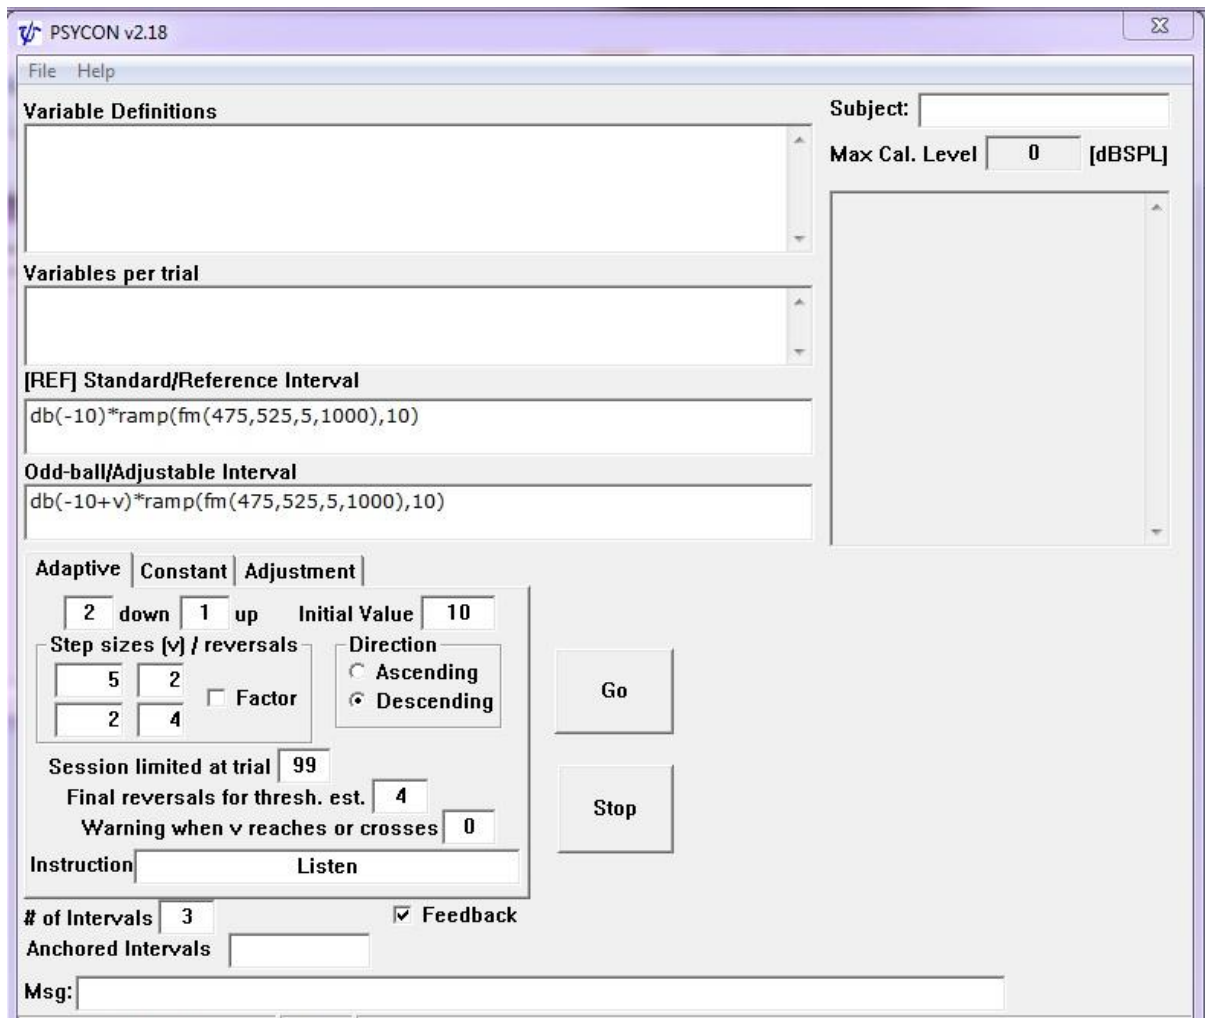 PSYCON v2.18
File Help
Variable Definitions
Subject:
Max Cal. Level 0 [dBSPL]
Variables per trial
[REF] Standard/Reference Interval
db(-10)*ramp(fm(475,525,5,1000),10)
Odd-ball/Adjustable Interval
db(-10+v)*ramp(fm(475,525,5,1000),10)
Adaptive Constant Adjustment
2 down 1 up Initial Value 10
Step sizes (v) / reversals Direction
5 2 Ascending
Factor
2 4 Descending
Go
Session limited at trial 99
Final reversals for thresh. est. 4
Stop
Warning when v reaches or crosses 0
Instruction Listen
# of Intervals 3 Feedback
Anchored Intervals
Msg: